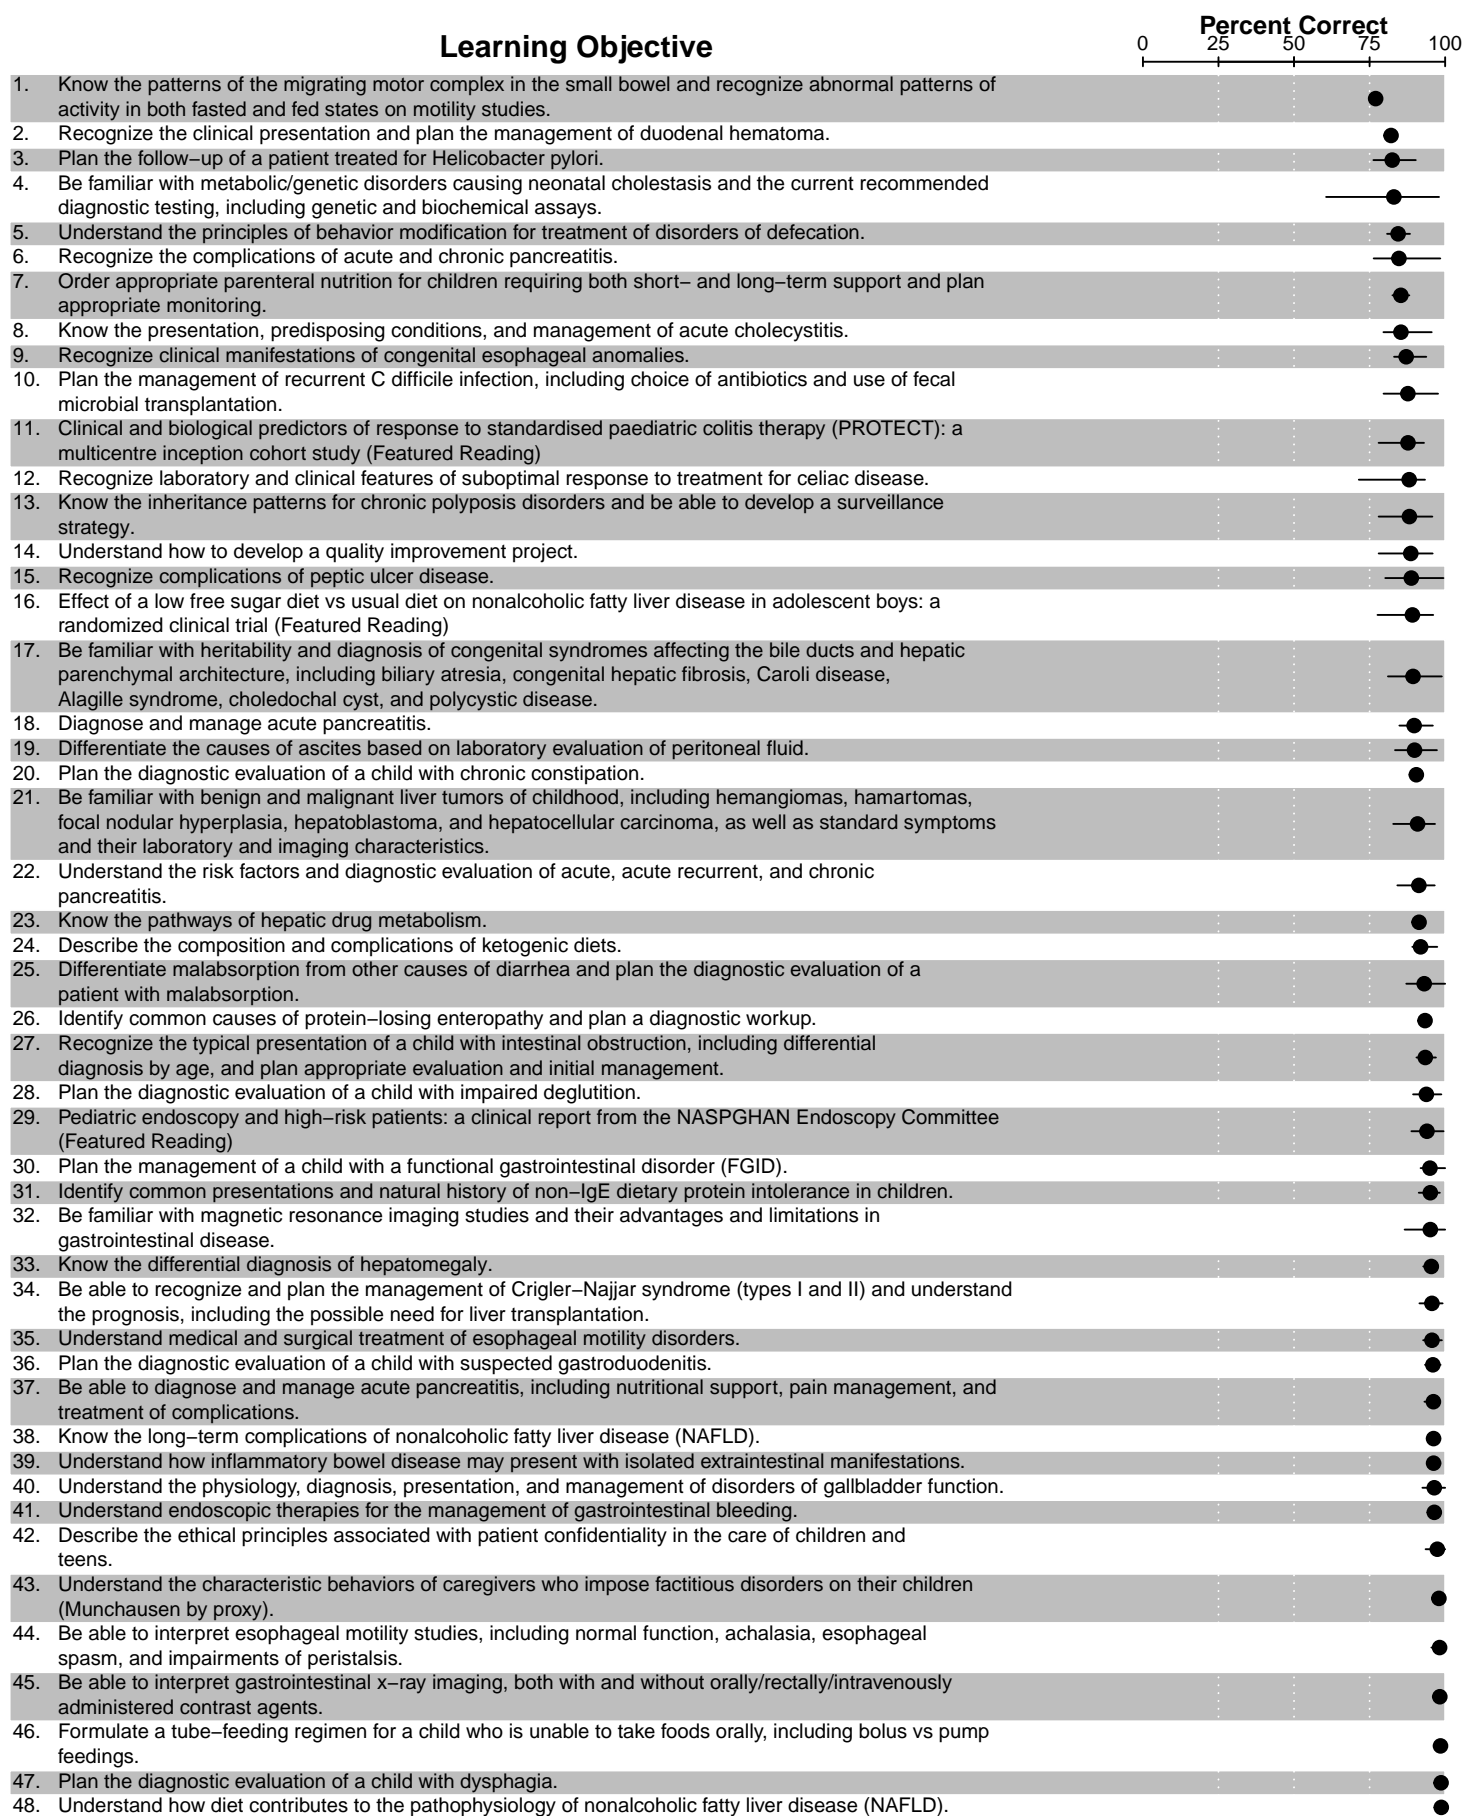 Learning Objective
Percent Correct
0 25 50 75 100
1. Know the patterns of the migrating motor complex in the small bowel and recognize abnormal patterns of
activity in both fasted and fed states on motility studies.
2. Recognize the clinical presentation and plan the management of duodenal hematoma.
3. Plan the follow−up of a patient treated for Helicobacter pylori.
4. Be familiar with metabolic/genetic disorders causing neonatal cholestasis and the current recommended
diagnostic testing, including genetic and biochemical assays.
5. Understand the principles of behavior modification for treatment of disorders of defecation.
6. Recognize the complications of acute and chronic pancreatitis.
7. Order appropriate parenteral nutrition for children requiring both short− and long−term support and plan
appropriate monitoring.
8. Know the presentation, predisposing conditions, and management of acute cholecystitis.
9. Recognize clinical manifestations of congenital esophageal anomalies.
10. Plan the management of recurrent C difficile infection, including choice of antibiotics and use of fecal
microbial transplantation.
11. Clinical and biological predictors of response to standardised paediatric colitis therapy (PROTECT): a
multicentre inception cohort study (Featured Reading)
12. Recognize laboratory and clinical features of suboptimal response to treatment for celiac disease.
13. Know the inheritance patterns for chronic polyposis disorders and be able to develop a surveillance
strategy.
14. Understand how to develop a quality improvement project.
15. Recognize complications of peptic ulcer disease.
16. Effect of a low free sugar diet vs usual diet on nonalcoholic fatty liver disease in adolescent boys: a
randomized clinical trial (Featured Reading)
17. Be familiar with heritability and diagnosis of congenital syndromes affecting the bile ducts and hepatic
parenchymal architecture, including biliary atresia, congenital hepatic fibrosis, Caroli disease,
Alagille syndrome, choledochal cyst, and polycystic disease.
18. Diagnose and manage acute pancreatitis.
19. Differentiate the causes of ascites based on laboratory evaluation of peritoneal fluid.
20. Plan the diagnostic evaluation of a child with chronic constipation.
21. Be familiar with benign and malignant liver tumors of childhood, including hemangiomas, hamartomas,
focal nodular hyperplasia, hepatoblastoma, and hepatocellular carcinoma, as well as standard symptoms
and their laboratory and imaging characteristics.
22. Understand the risk factors and diagnostic evaluation of acute, acute recurrent, and chronic
pancreatitis.
23. Know the pathways of hepatic drug metabolism.
24. Describe the composition and complications of ketogenic diets.
25. Differentiate malabsorption from other causes of diarrhea and plan the diagnostic evaluation of a
patient with malabsorption.
26. Identify common causes of protein−losing enteropathy and plan a diagnostic workup.
27. Recognize the typical presentation of a child with intestinal obstruction, including differential
diagnosis by age, and plan appropriate evaluation and initial management.
28. Plan the diagnostic evaluation of a child with impaired deglutition.
29. Pediatric endoscopy and high−risk patients: a clinical report from the NASPGHAN Endoscopy Committee
(Featured Reading)
30. Plan the management of a child with a functional gastrointestinal disorder (FGID).
31. Identify common presentations and natural history of non−IgE dietary protein intolerance in children.
32. Be familiar with magnetic resonance imaging studies and their advantages and limitations in
gastrointestinal disease.
33. Know the differential diagnosis of hepatomegaly.
34. Be able to recognize and plan the management of Crigler−Najjar syndrome (types I and II) and understand
the prognosis, including the possible need for liver transplantation.
35. Understand medical and surgical treatment of esophageal motility disorders.
36. Plan the diagnostic evaluation of a child with suspected gastroduodenitis.
37. Be able to diagnose and manage acute pancreatitis, including nutritional support, pain management, and
treatment of complications.
38. Know the long−term complications of nonalcoholic fatty liver disease (NAFLD).
39. Understand how inflammatory bowel disease may present with isolated extraintestinal manifestations.
40. Understand the physiology, diagnosis, presentation, and management of disorders of gallbladder function.
41. Understand endoscopic therapies for the management of gastrointestinal bleeding.
42. Describe the ethical principles associated with patient confidentiality in the care of children and
teens.
43. Understand the characteristic behaviors of caregivers who impose factitious disorders on their children
(Munchausen by proxy).
44. Be able to interpret esophageal motility studies, including normal function, achalasia, esophageal
spasm, and impairments of peristalsis.
45. Be able to interpret gastrointestinal x−ray imaging, both with and without orally/rectally/intravenously
administered contrast agents.
46. Formulate a tube−feeding regimen for a child who is unable to take foods orally, including bolus vs pump
feedings.
47. Plan the diagnostic evaluation of a child with dysphagia.
48. Understand how diet contributes to the pathophysiology of nonalcoholic fatty liver disease (NAFLD).